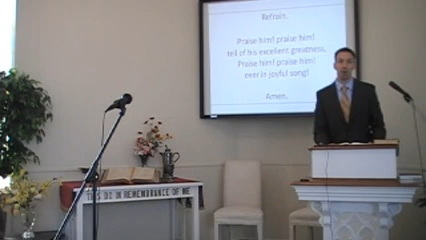 Refrain.
Praise him! praise him!
tell of his excellent greatness,
Praise him! praise him!
ever in joyful song!
Amen.
THIS DO IN REMEMBRANCE OF ME